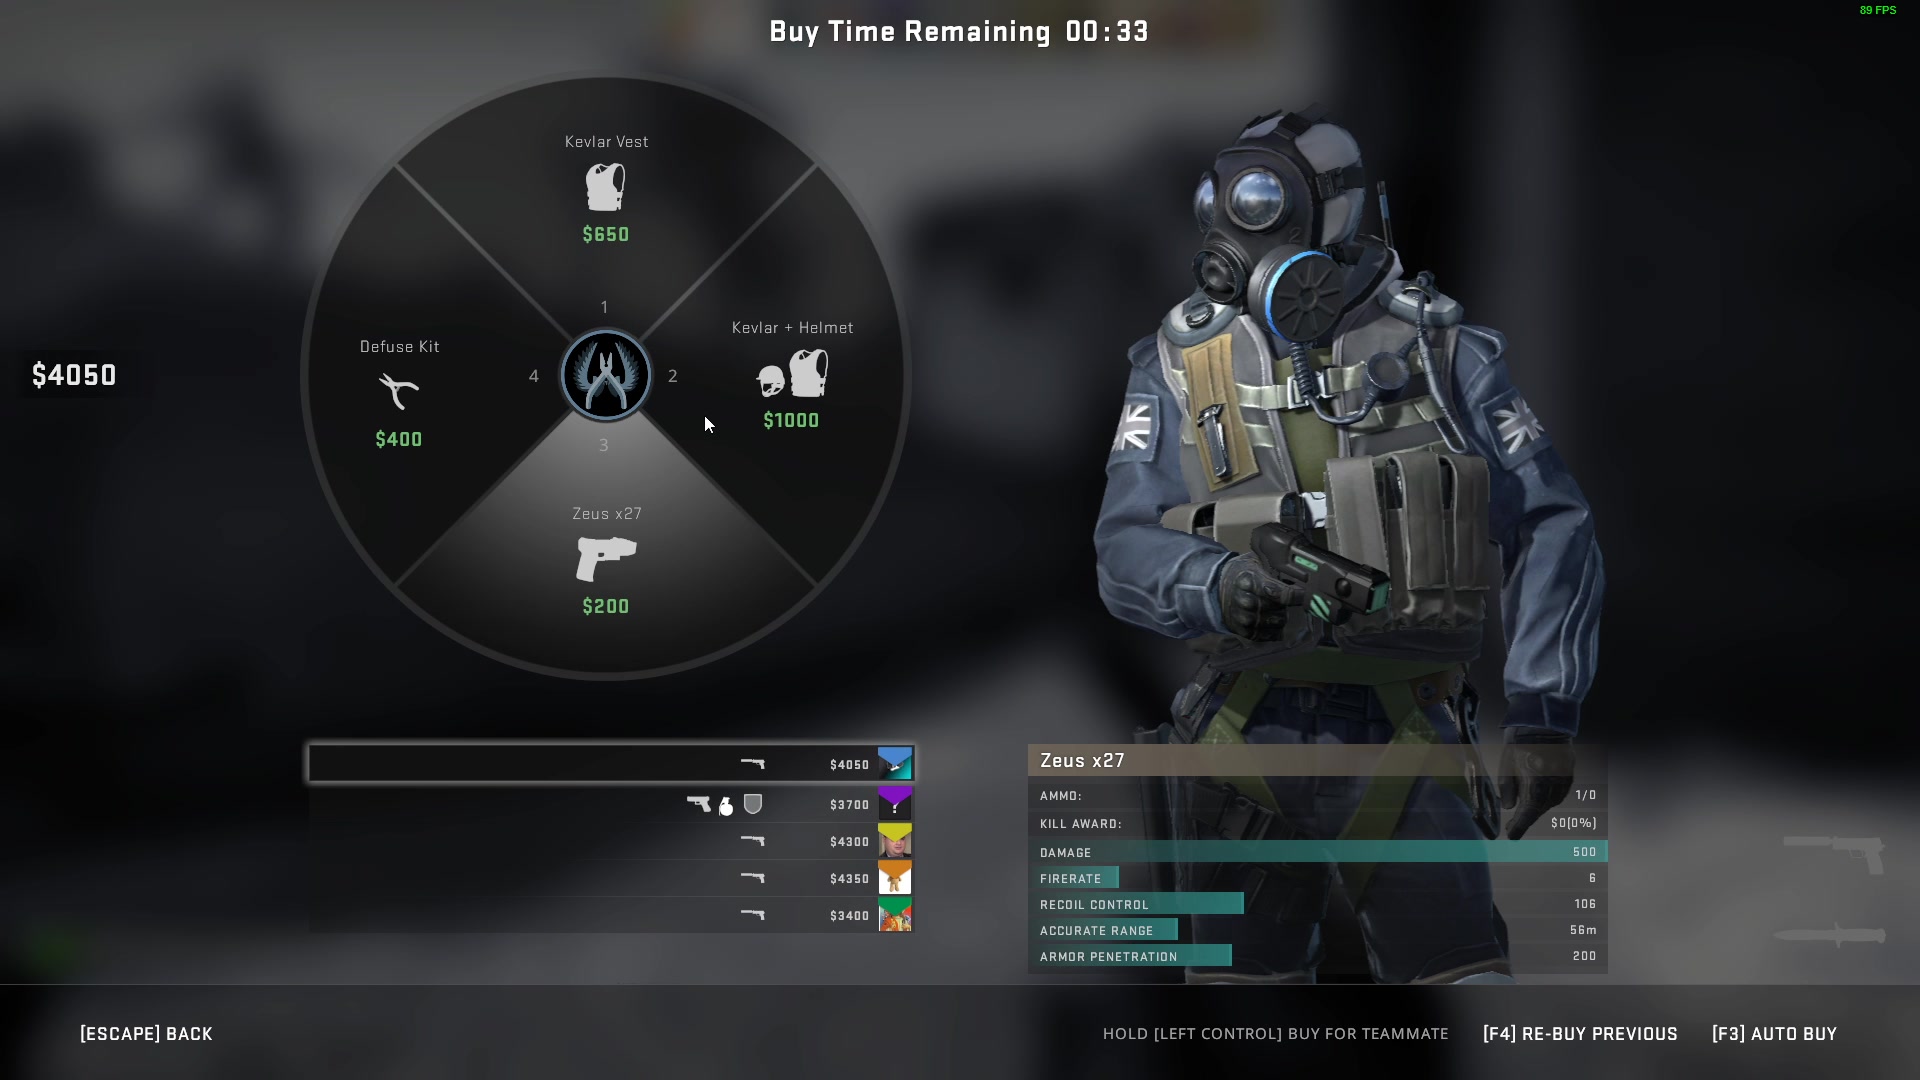 89 FPS
Buy Time Remaining 00:33
Kevlar Vest
$650
1
Defuse Kit
$400
4
2
Kevlar + Helmet
$1000
3
Zeus x27
$200
$4050
$4050
$3700
$4300
$4350
$3400
Zeus x27
AMMO: 1/0
KILL AWARD: $0(0%)
DAMAGE 500
FIRERATE 6
RECOIL CONTROL 106
ACCURATE RANGE 56m
ARMOR PENETRATION 200
[ESCAPE] BACK
HOLD [LEFT CONTROL] BUY FOR TEAMMATE
[F4] RE-BUY PREVIOUS
[F3] AUTO BUY